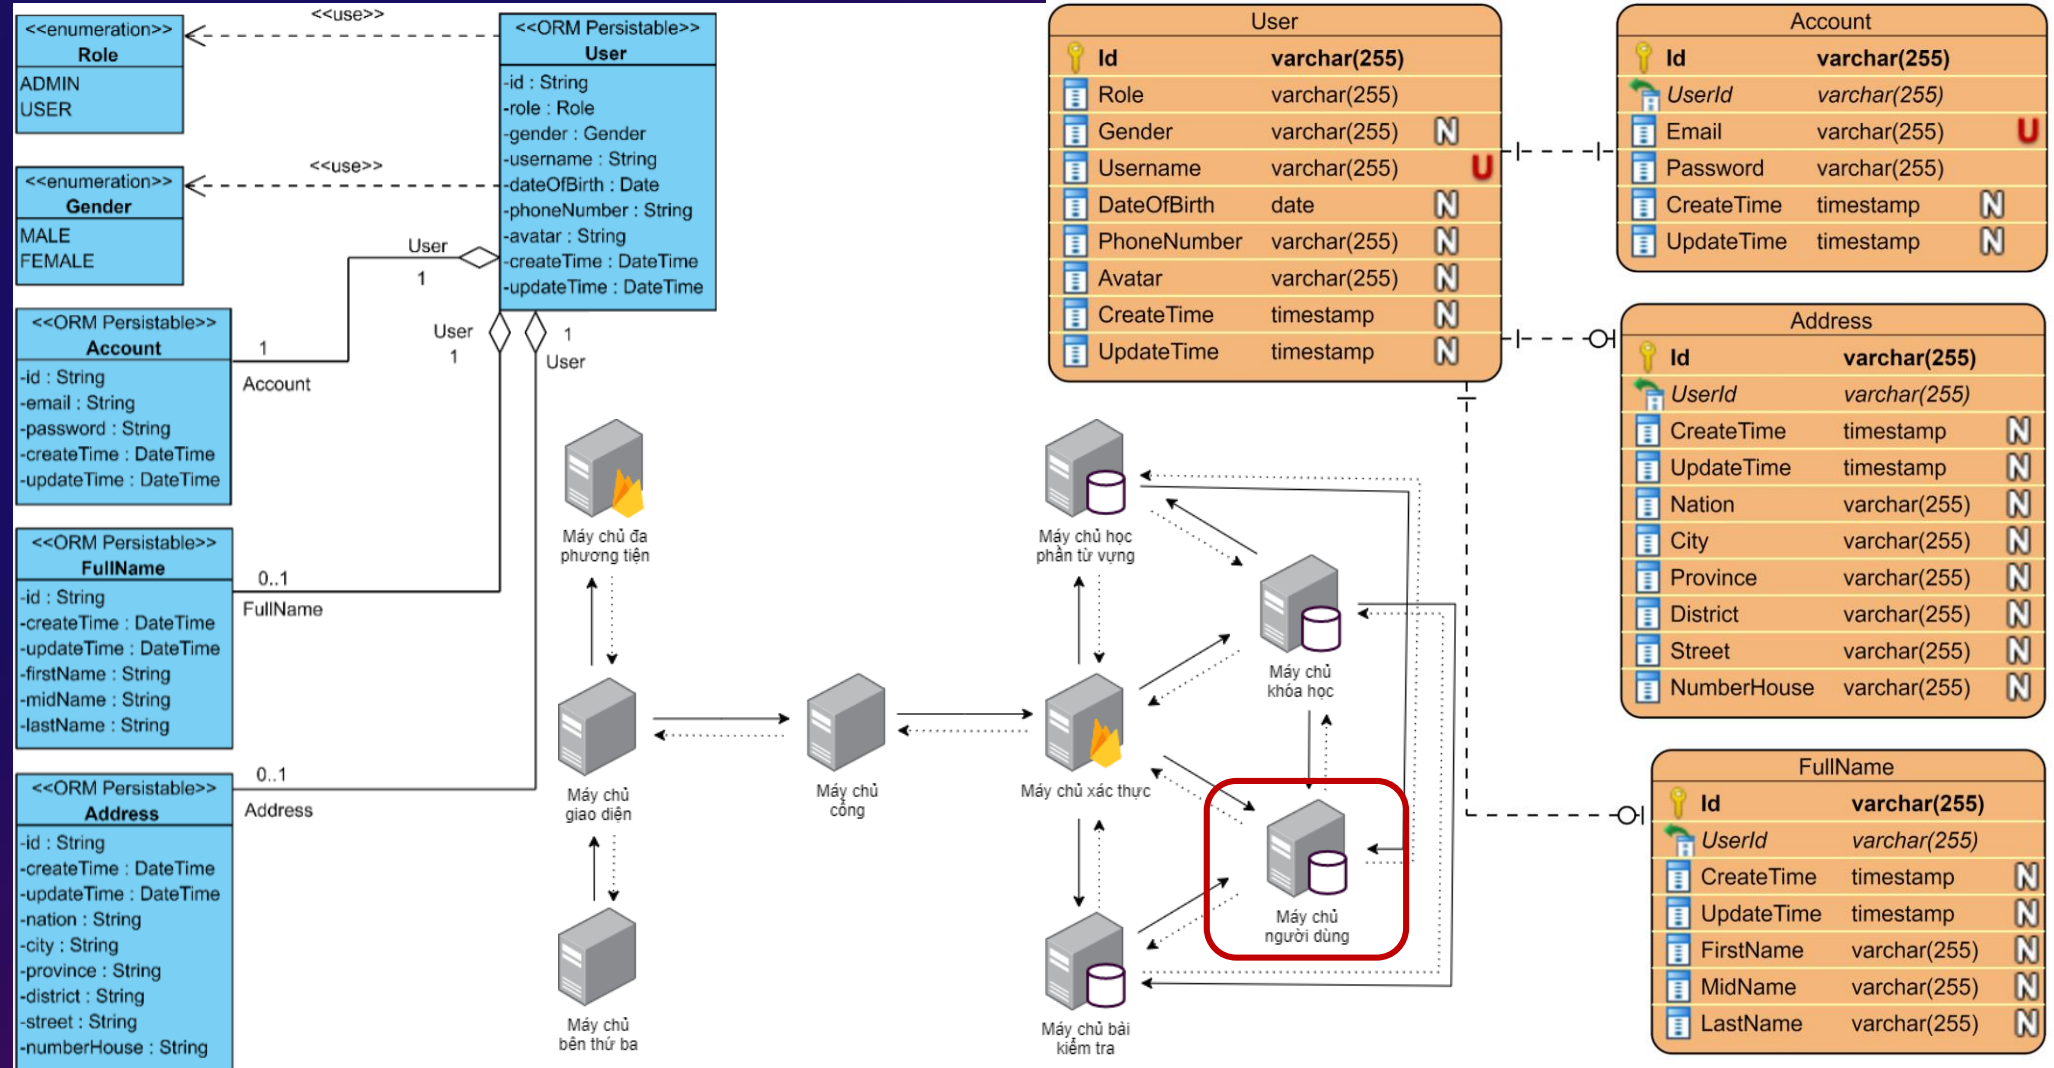 <<enumeration>>
Role
ADMIN
USER
<<use>>
<<ORM Persistable>>
User
-id : String
-role : Role
-gender : Gender
-username : String
-dateOfBirth : Date
-phoneNumber : String
-avatar : String
-createTime : DateTime
-updateTime : DateTime
<<enumeration>>
Gender
MALE
FEMALE
<<use>>
User
1
1
Account
User
1
1
User
<<ORM Persistable>>
Account
-id : String
-email : String
-password : String
-createTime : DateTime
-updateTime : DateTime
<<ORM Persistable>>
FullName
-id : String
-createTime : DateTime
-updateTime : DateTime
-firstName : String
-midName : String
-lastName : String
0..1
FullName
<<ORM Persistable>>
Address
-id : String
-createTime : DateTime
-updateTime : DateTime
-nation : String
-city : String
-province : String
-district : String
-street : String
-numberHouse : String
0..1
Address
Máy chủ đa
phương tiện
Máy chủ
giao diện
Máy chủ
bên thứ ba
Máy chủ
cổng
Máy chủ học
phần từ vựng
Máy chủ
khóa học
Máy chủ xác thực
Máy chủ
người dùng
Máy chủ bài
kiểm tra
User
Id varchar(255)
Role varchar(255)
Gender varchar(255) N
Username varchar(255) U
DateOfBirth date N
PhoneNumber varchar(255) N
Avatar varchar(255) N
CreateTime timestamp N
UpdateTime timestamp N
Account
Id varchar(255)
UserId varchar(255)
Email varchar(255) U
Password varchar(255)
CreateTime timestamp N
UpdateTime timestamp N
Address
Id varchar(255)
UserId varchar(255)
CreateTime timestamp N
UpdateTime timestamp N
Nation varchar(255) N
City varchar(255) N
Province varchar(255) N
District varchar(255) N
Street varchar(255) N
NumberHouse varchar(255) N
FullName
Id varchar(255)
UserId varchar(255)
CreateTime timestamp N
UpdateTime timestamp N
FirstName varchar(255) N
MidName varchar(255) N
LastName varchar(255) N